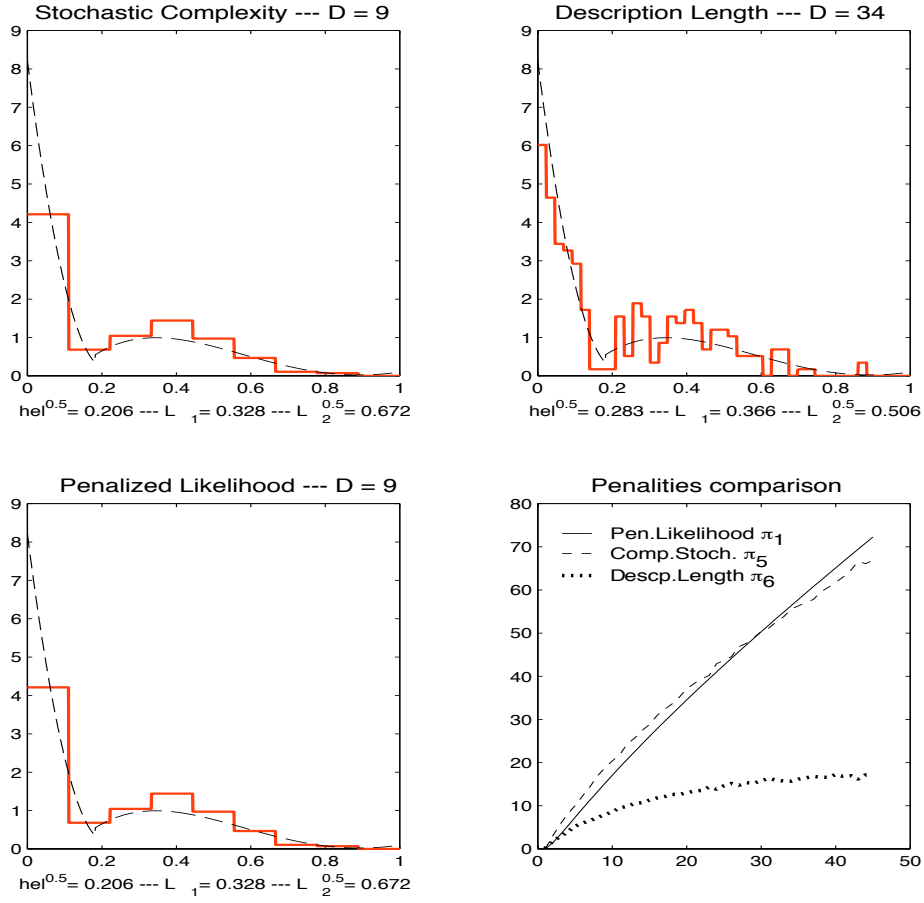 Stochastic Complexity --- D = 9
9
8
7
6
5
4
3
2
1
0
0 0.2 0.4 0.6 0.8 1
hel^0.5= 0.206 --- L_1= 0.328 --- L_2^0.5= 0.672
Description Length --- D = 34
9
8
7
6
5
4
3
2
1
0
0 0.2 0.4 0.6 0.8 1
hel^0.5= 0.283 --- L_1= 0.366 --- L_2^0.5= 0.506
Penalized Likelihood --- D = 9
9
8
7
6
5
4
3
2
1
0
0 0.2 0.4 0.6 0.8 1
hel^0.5= 0.206 --- L_1= 0.328 --- L_2^0.5= 0.672
Penalities comparison
80
70
60
50
40
30
20
10
0
Pen.Likelihood π_1
Comp.Stoch. π_5
Descp.Length π_6
0 10 20 30 40 50